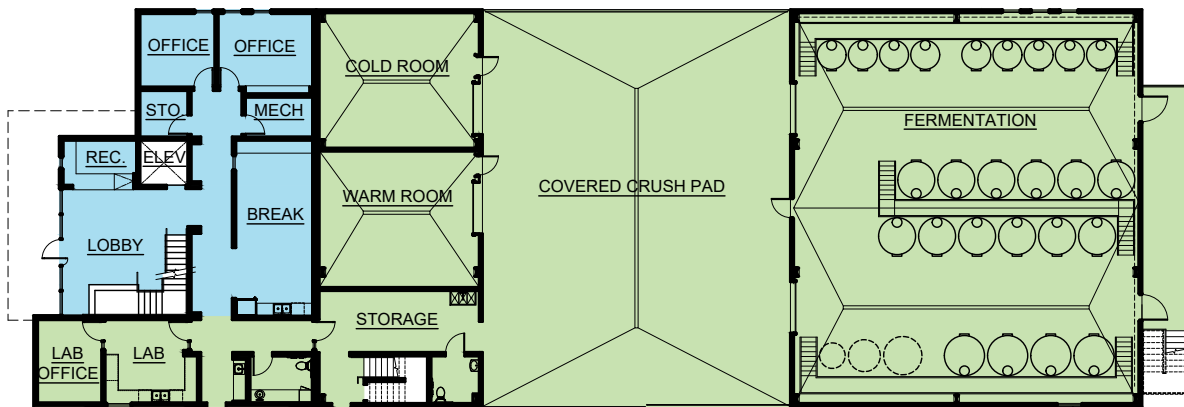 OFFICE
OFFICE
COLD ROOM
STO
MECH
FERMENTATION
REC.
ELEV
COVERED CRUSH PAD
WARM ROOM
BREAK
LOBBY
STORAGE
LAB
OFFICE
LAB